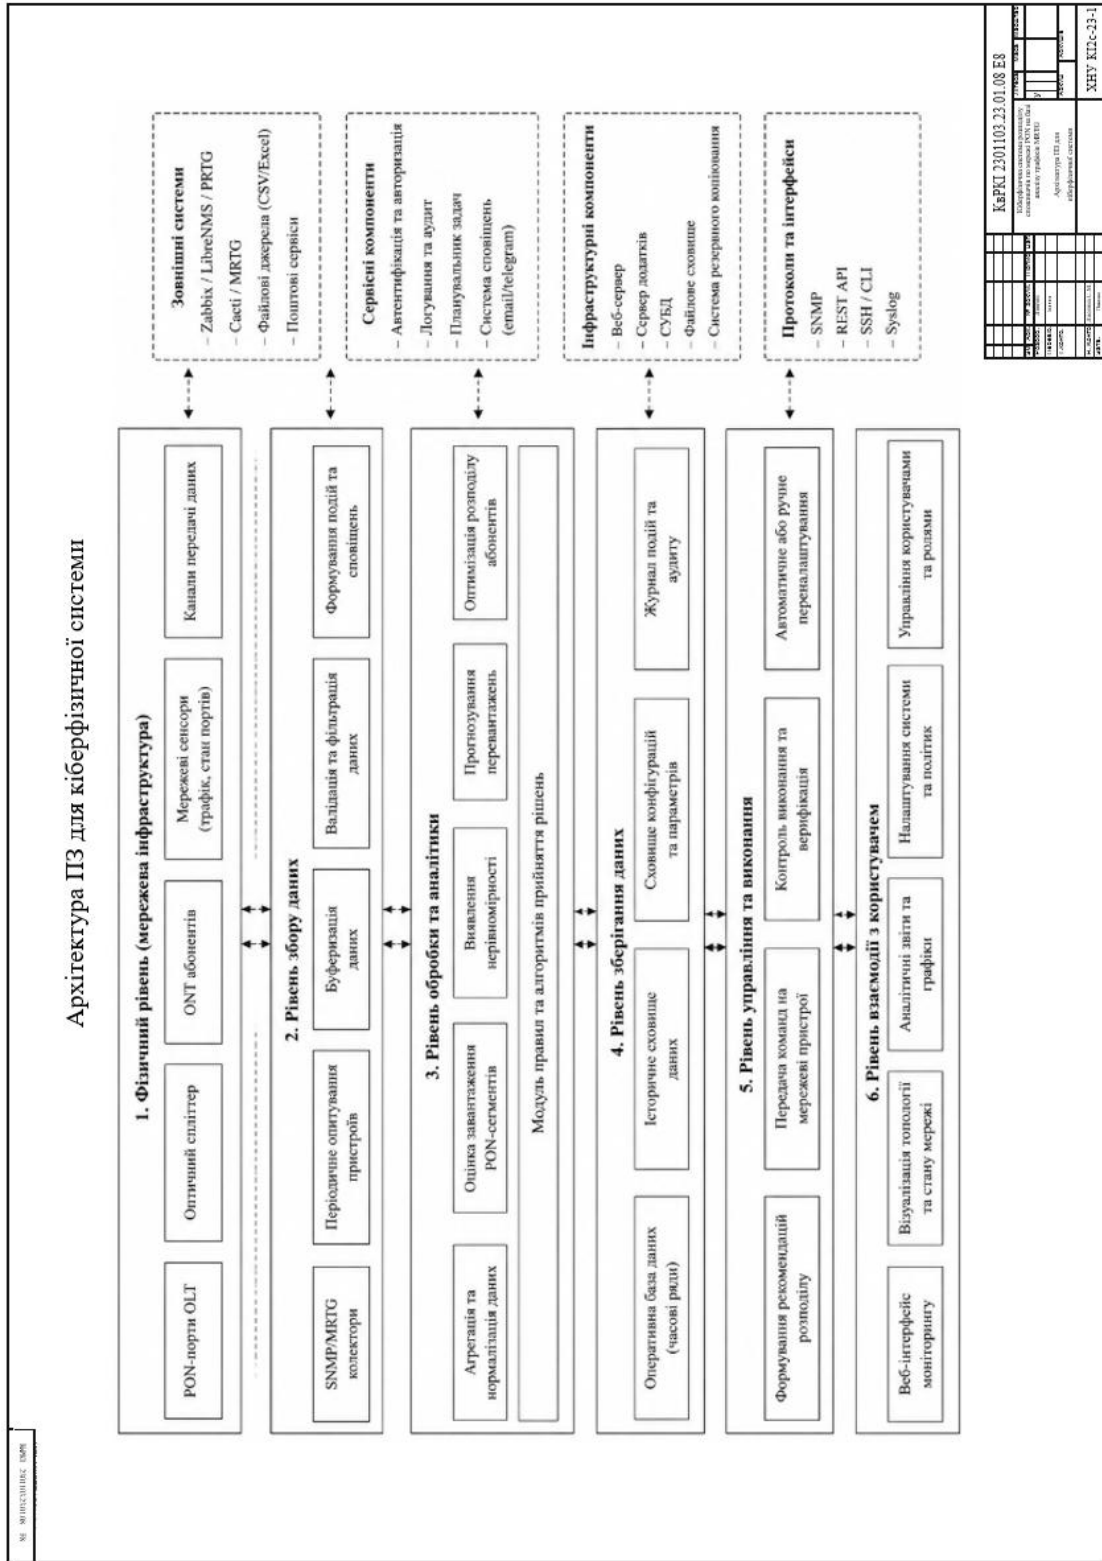 Архітектура ПЗ для кіберфізичної системи
1. Фізичний рівень (мережева інфраструктура)
PON-порти OLT
Оптичний спліттер
ONT абонентів
Мережеві сенсори
(трафік, стан портів)
Канали передачі даних
2. Рівень збору даних
SNMP/MRTG
колектори
Періодичне опитування
пристроїв
Буферизація
даних
Валідація та фільтрація
даних
Формування подій та
сповіщень
3. Рівень обробки та аналітики
Агрегація та
нормалізація даних
Оцінка завантаження
PON-сегментів
Виявлення
нерівномірності
Прогнозування
перевантажень
Оптимізація розподілу
абонентів
Модуль правил та алгоритмів прийняття рішень
4. Рівень зберігання даних
Оперативна база даних
(часові ряди)
Історичне сховище
даних
Сховище конфігурацій
та параметрів
Журнал подій та
аудиту
5. Рівень управління та виконання
Формування рекомендацій
розподілу
Передача команд на
мережеві пристрої
Контроль виконання та
верифікація
Автоматичне або ручне
переналаштування
6. Рівень взаємодії з користувачем
Веб-інтерфейс
моніторингу
Візуалізація топології
та стану мережі
Аналітичні звіти та
графіки
Налаштування системи
та політик
Управління користувачами
та ролями
Зовнішні системи
– Zabbix / LibreNMS / PRTG
– Cacti / MRTG
– Файлові джерела (CSV/Excel)
– Поштові сервіси
Сервісні компоненти
– Автентифікація та авторизація
– Логування та аудит
– Планувальник задач
– Система сповіщень
(email/telegram)
Інфраструктурні компоненти
– Веб-сервер
– Сервер додатків
– СУБД
– Файлове сховище
– Система резервного копіювання
Протоколи та інтерфейси
– SNMP
– REST API
– SSH / CLI
– Syslog
КвРКІ 2301103.23.01.08 Е8
Архітектура ПЗ для
кіберфізичної системи
ХНУ КІ2с-23-1